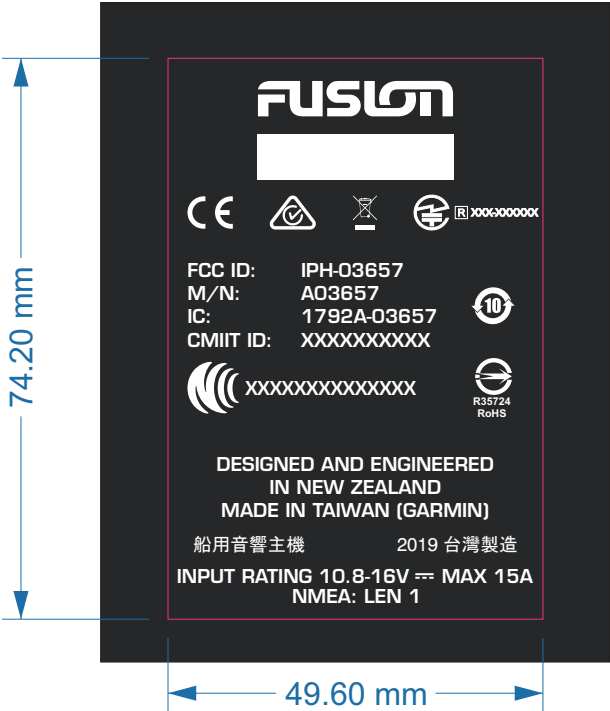 FUSION
CE
R XXX-XXXXXX
FCC ID: IPH-03657
M/N: A03657
IC: 1792A-03657
CMIIT ID: XXXXXXXXXX
10
XXXXXXXXXXXXXXX
R35724
RoHS
DESIGNED AND ENGINEERED
IN NEW ZEALAND
MADE IN TAIWAN (GARMIN)
船用音響主機 2019 台灣製造
INPUT RATING 10.8-16V ⎓ MAX 15A
NMEA: LEN 1
74.20 mm
49.60 mm